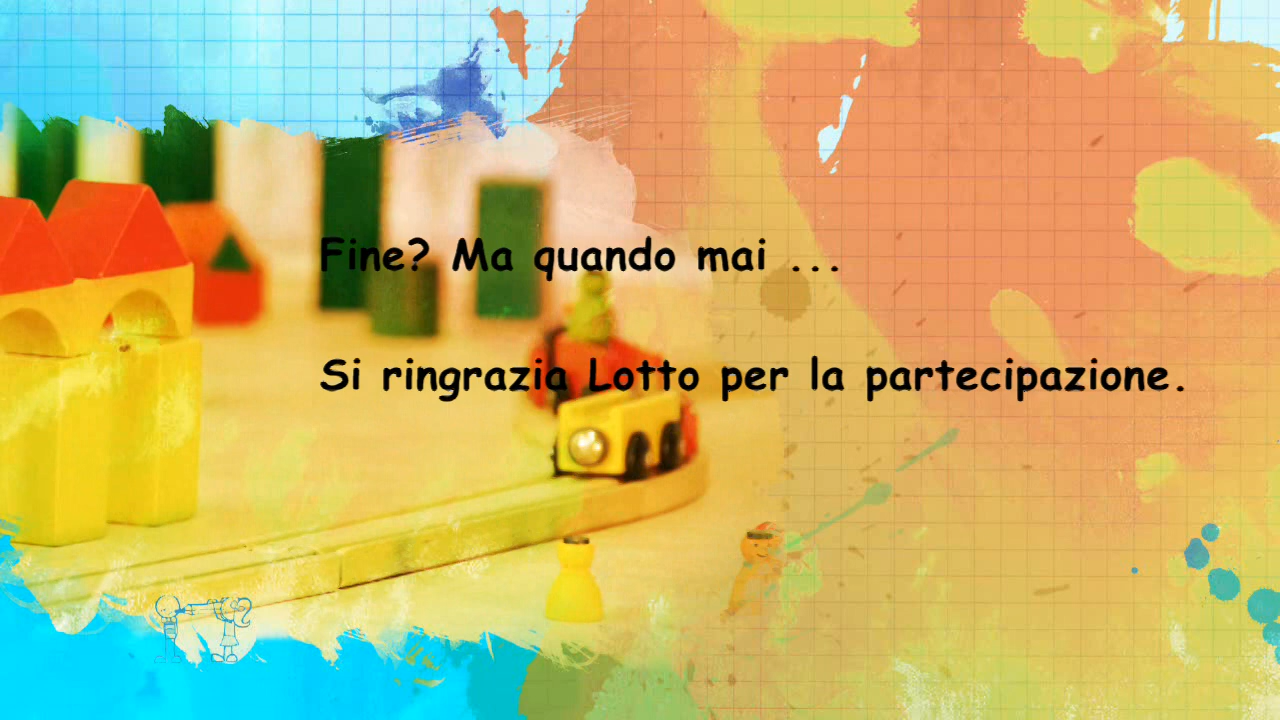 Fine? Ma quando mai ...
Si ringrazia Lotto per la partecipazione.